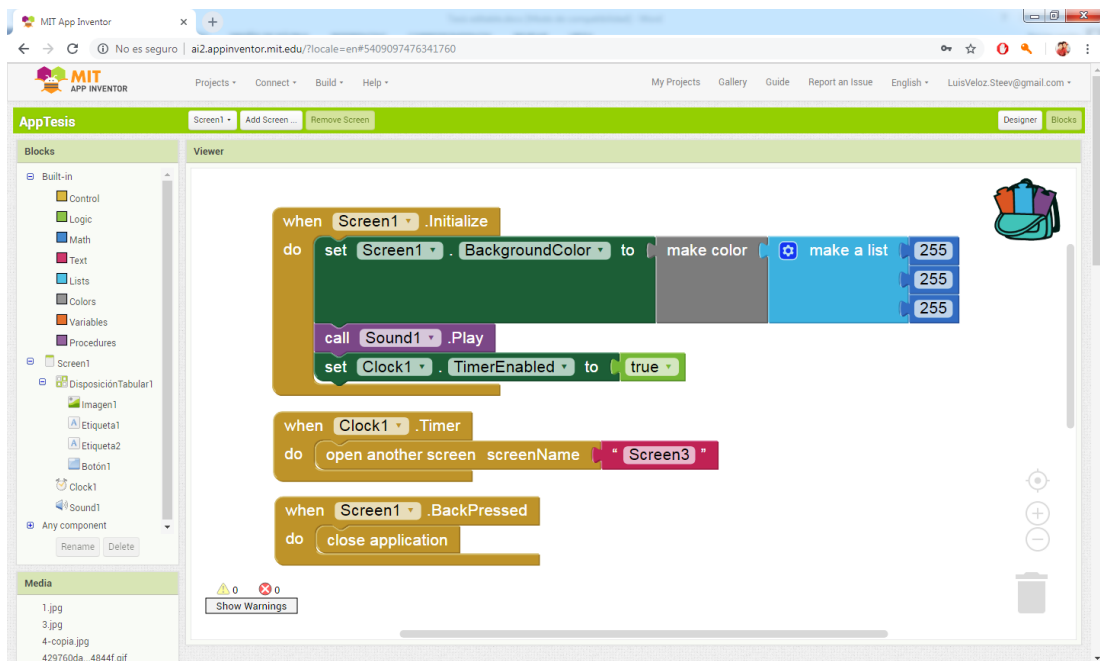 MIT App Inventor
No es seguro | ai2.appinventor.mit.edu/?locale=en#5409097476341760
MIT
APP INVENTOR
Projects Connect Build Help My Projects Gallery Guide Report an Issue English LuisVeloz.Steev@gmail.com
AppTesis Screen1 Add Screen ... Remove Screen Designer Blocks
Blocks
Viewer
Built-in
Control
Logic
Math
Text
Lists
Colors
Variables
Procedures
Screen1
DisposiciónTabular1
Imagen1
Etiqueta1
Etiqueta2
Botón1
Clock1
Sound1
Any component
Rename Delete
Media
1.jpg
3.jpg
4-copia.jpg
429760da...4844f.gif
when Screen1 .Initialize
do set Screen1 . BackgroundColor to make color make a list 255
255
255
call Sound1 .Play
set Clock1 . TimerEnabled to true
when Clock1 .Timer
do open another screen screenName “ Screen3 ”
when Screen1 .BackPressed
do close application
0 0
Show Warnings